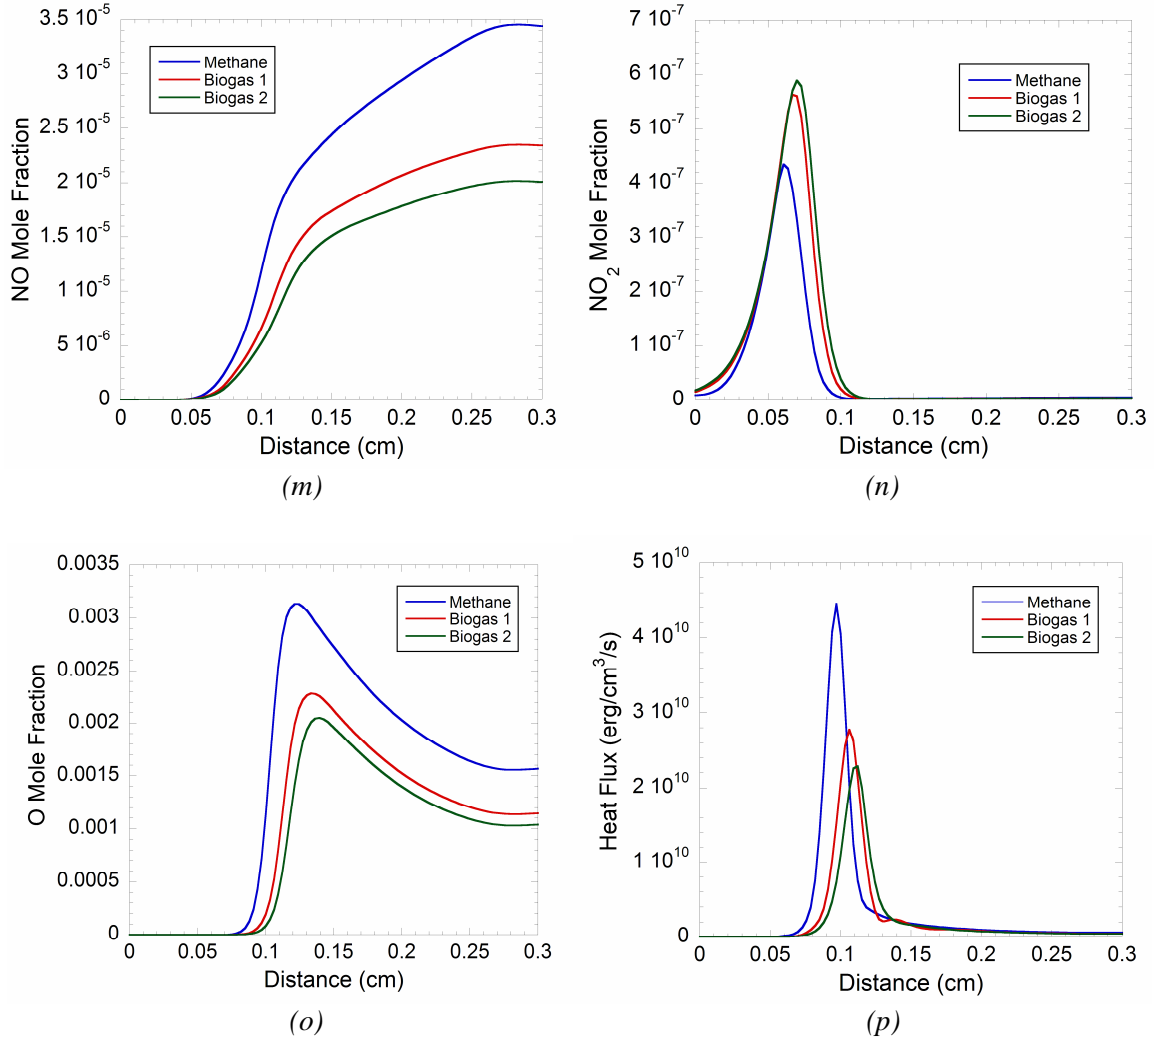 3.5 10⁻⁵
3 10⁻⁵
2.5 10⁻⁵
2 10⁻⁵
1.5 10⁻⁵
1 10⁻⁵
5 10⁻⁶
0
NO Mole Fraction
Methane
Biogas 1
Biogas 2
0 0.05 0.1 0.15 0.2 0.25 0.3
Distance (cm)
(m)
7 10⁻⁷
6 10⁻⁷
5 10⁻⁷
4 10⁻⁷
3 10⁻⁷
2 10⁻⁷
1 10⁻⁷
0
NO₂ Mole Fraction
Methane
Biogas 1
Biogas 2
0 0.05 0.1 0.15 0.2 0.25 0.3
Distance (cm)
(n)
0.0035
0.003
0.0025
0.002
0.0015
0.001
0.0005
0
O Mole Fraction
Methane
Biogas 1
Biogas 2
0 0.05 0.1 0.15 0.2 0.25 0.3
Distance (cm)
(o)
5 10¹⁰
4 10¹⁰
3 10¹⁰
2 10¹⁰
1 10¹⁰
0
Heat Flux (erg/cm³/s)
Methane
Biogas 1
Biogas 2
0 0.05 0.1 0.15 0.2 0.25 0.3
Distance (cm)
(p)